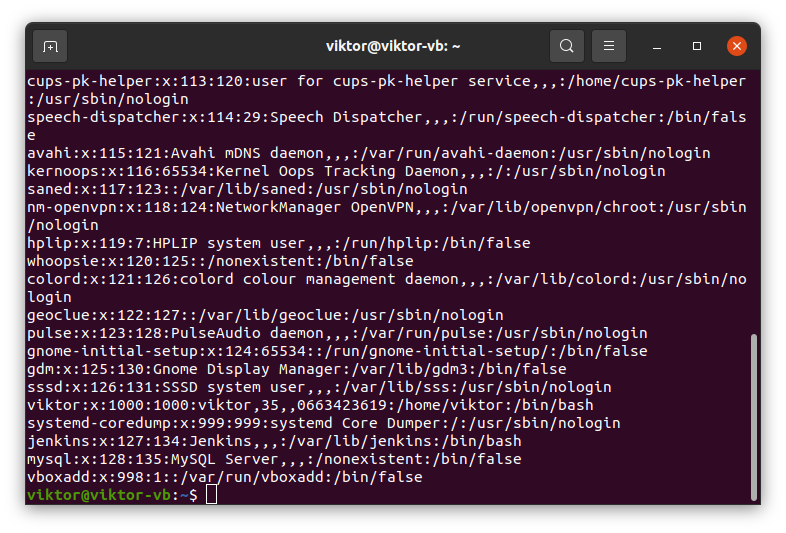 viktor@viktor-vb: ~
cups-pk-helper:x:113:120:user for cups-pk-helper service,,,:/home/cups-pk-helper
:/usr/sbin/nologin
speech-dispatcher:x:114:29:Speech Dispatcher,,,:/run/speech-dispatcher:/bin/fals
e
avahi:x:115:121:Avahi mDNS daemon,,,:/var/run/avahi-daemon:/usr/sbin/nologin
kernoops:x:116:65534:Kernel Oops Tracking Daemon,,,:/:/usr/sbin/nologin
saned:x:117:123::/var/lib/saned:/usr/sbin/nologin
nm-openvpn:x:118:124:NetworkManager OpenVPN,,,:/var/lib/openvpn/chroot:/usr/sbin
/nologin
hplip:x:119:7:HPLIP system user,,,:/run/hplip:/bin/false
whoopsie:x:120:125::/nonexistent:/bin/false
colord:x:121:126:colord colour management daemon,,,:/var/lib/colord:/usr/sbin/no
login
geoclue:x:122:127::/var/lib/geoclue:/usr/sbin/nologin
pulse:x:123:128:PulseAudio daemon,,,:/var/run/pulse:/usr/sbin/nologin
gnome-initial-setup:x:124:65534::/run/gnome-initial-setup/:/bin/false
gdm:x:125:130:Gnome Display Manager:/var/lib/gdm3:/bin/false
sssd:x:126:131:SSSD system user,,,:/var/lib/sss:/usr/sbin/nologin
viktor:x:1000:1000:viktor,35,,0663423619:/home/viktor:/bin/bash
systemd-coredump:x:999:999:systemd Core Dumper:/:/usr/sbin/nologin
jenkins:x:127:134:Jenkins,,,:/var/lib/jenkins:/bin/bash
mysql:x:128:135:MySQL Server,,,:/nonexistent:/bin/false
vboxadd:x:998:1::/var/run/vboxadd:/bin/false
viktor@viktor-vb:~$